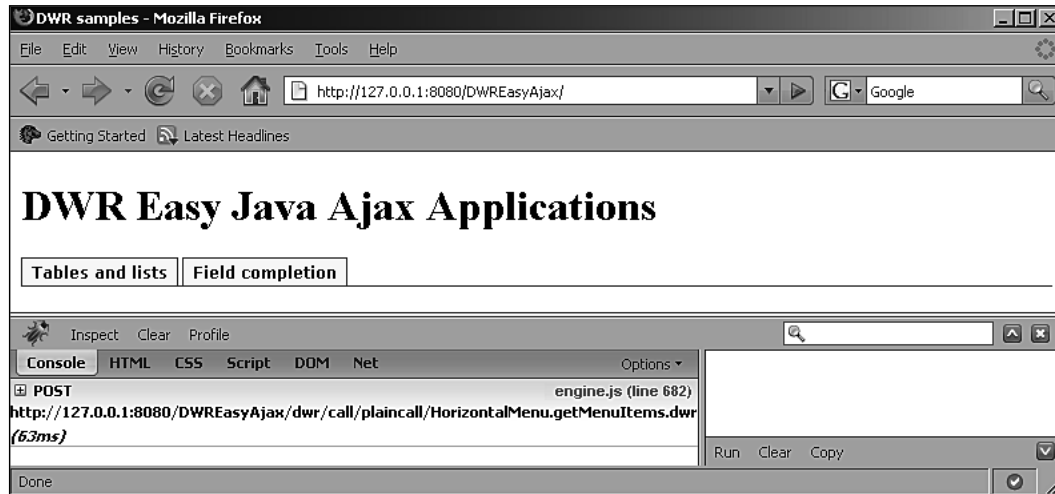 DWR samples - Mozilla Firefox
File Edit View History Bookmarks Tools Help
http://127.0.0.1:8080/DWREasyAjax/ G Google
Getting Started Latest Headlines
DWR Easy Java Ajax Applications
Tables and lists Field completion
Inspect Clear Profile
Console HTML CSS Script DOM Net Options
POST engine.js (line 682)
http://127.0.0.1:8080/DWREasyAjax/dwr/call/plaincall/HorizontalMenu.getMenuItems.dwr
(63ms)
Run Clear Copy
Done